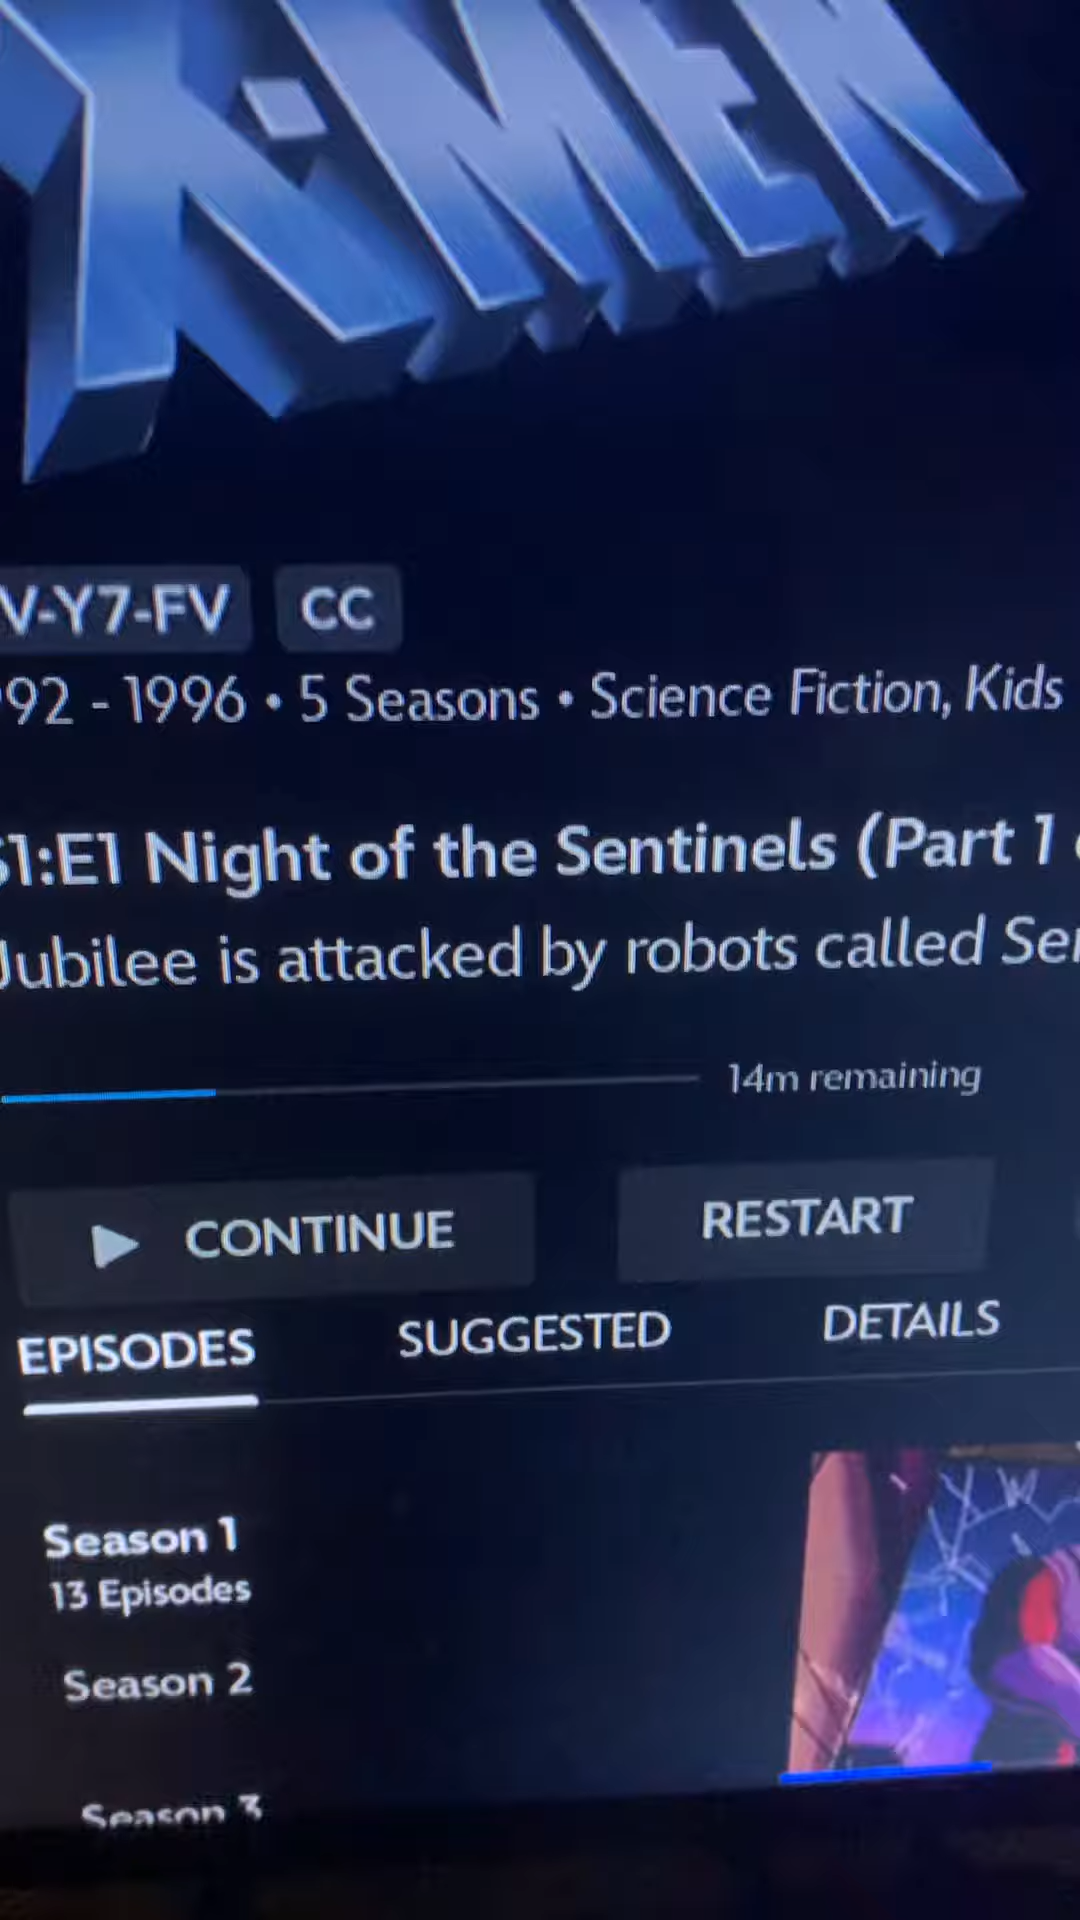 X-MEN
V-Y7-FV CC
92 - 1996 • 5 Seasons • Science Fiction, Kids
S1:E1 Night of the Sentinels (Part 1
Jubilee is attacked by robots called Sen
14m remaining
CONTINUE RESTART
EPISODES SUGGESTED DETAILS
Season 1
13 Episodes
Season 2
Season 3